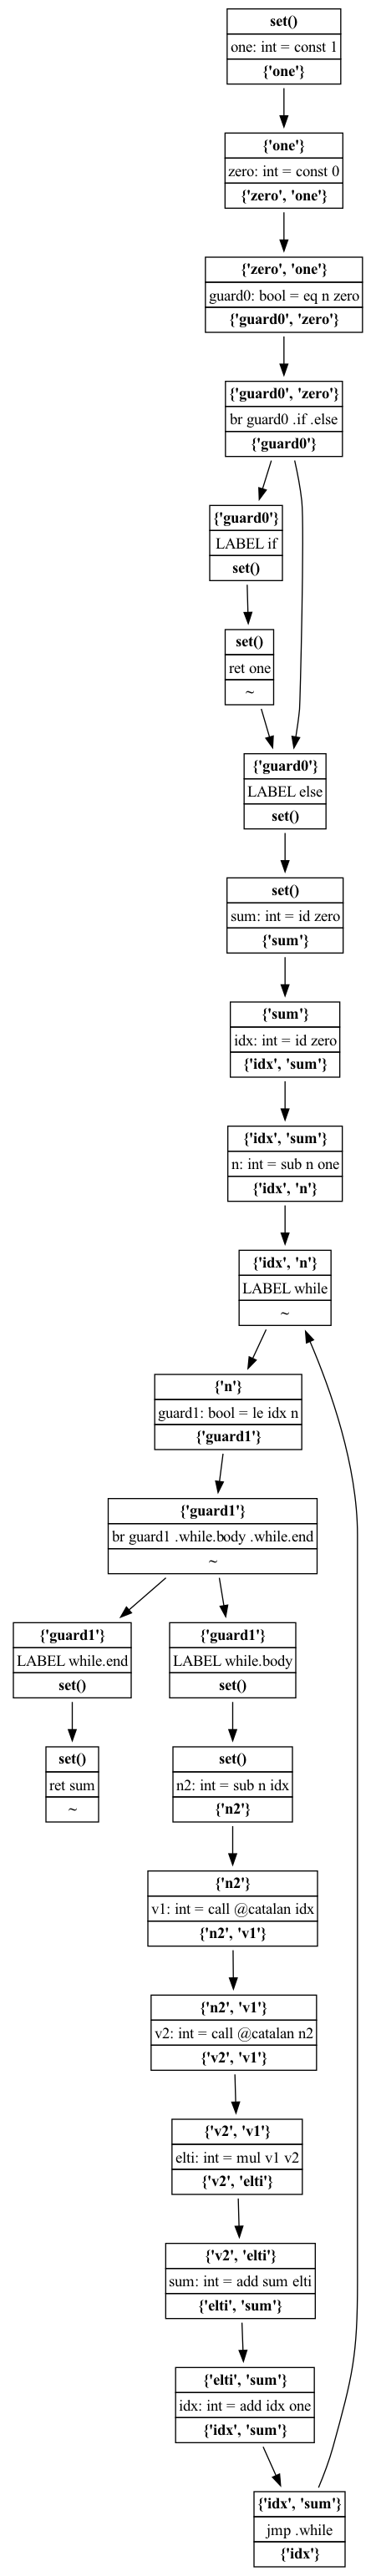 set()
one: int = const 1
{'one'}
{'one'}
zero: int = const 0
{'zero', 'one'}
{'zero', 'one'}
guard0: bool = eq n zero
{'guard0', 'zero'}
{'guard0', 'zero'}
br guard0 .if .else
{'guard0'}
{'guard0'}
LABEL if
set()
set()
ret one
~
{'guard0'}
LABEL else
set()
set()
sum: int = id zero
{'sum'}
{'sum'}
idx: int = id zero
{'idx', 'sum'}
{'idx', 'sum'}
n: int = sub n one
{'idx', 'n'}
{'idx', 'n'}
LABEL while
~
{'n'}
guard1: bool = le idx n
{'guard1'}
{'guard1'}
br guard1 .while.body .while.end
~
{'guard1'}
LABEL while.end
set()
{'guard1'}
LABEL while.body
set()
set()
ret sum
~
set()
n2: int = sub n idx
{'n2'}
{'n2'}
v1: int = call @catalan idx
{'n2', 'v1'}
{'n2', 'v1'}
v2: int = call @catalan n2
{'v2', 'v1'}
{'v2', 'v1'}
elti: int = mul v1 v2
{'v2', 'elti'}
{'v2', 'elti'}
sum: int = add sum elti
{'elti', 'sum'}
{'elti', 'sum'}
idx: int = add idx one
{'idx', 'sum'}
{'idx', 'sum'}
jmp .while
{'idx'}